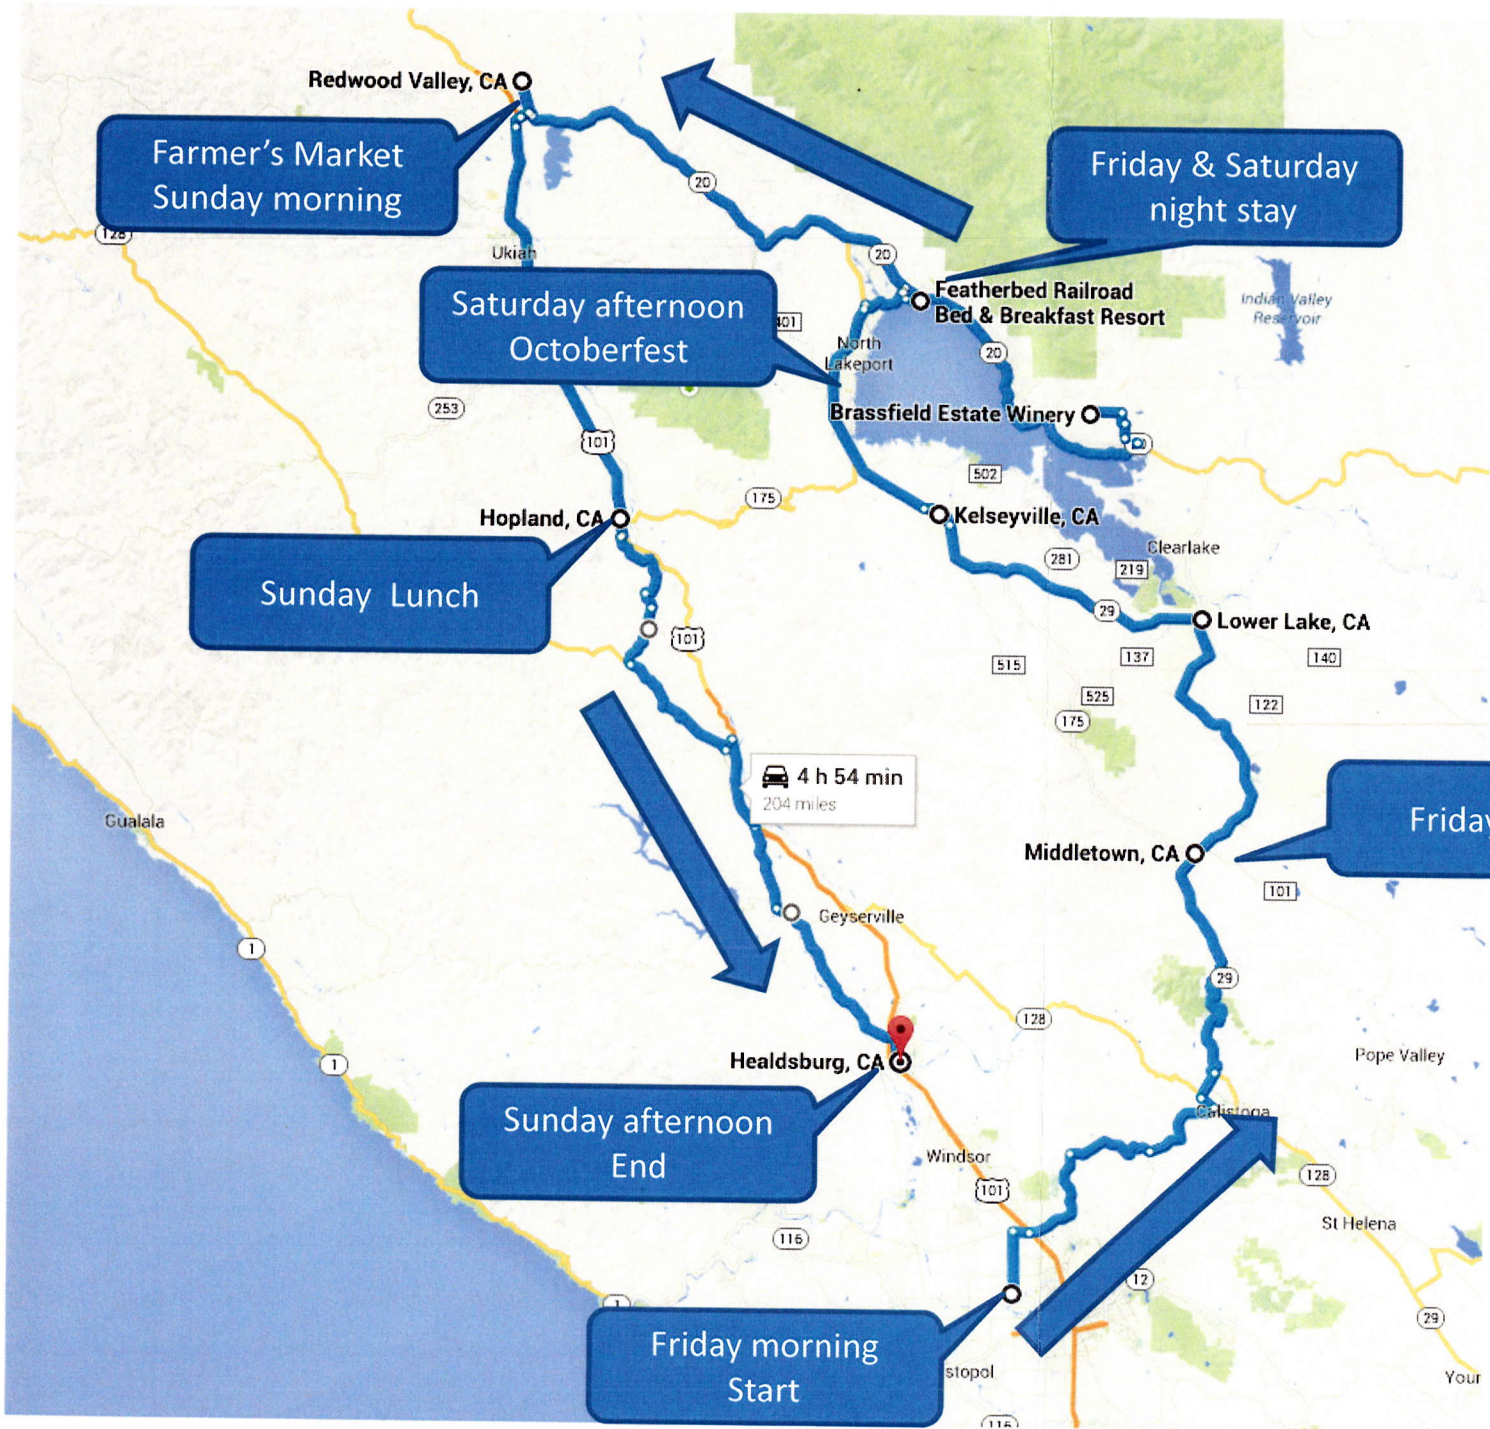 Redwood Valley, CA
Farmer's Market
Sunday morning
20
Friday & Saturday
night stay
128
Ukiah
20
Saturday afternoon
Octoberfest
401
Featherbed Railroad
Bed & Breakfast Resort
Indian Valley
Reservoir
North
Lakeport
20
253
Brassfield Estate Winery
101
502
175
Hopland, CA
Kelseyville, CA
Clearlake
281
219
Sunday Lunch
29
Lower Lake, CA
101
515
137
140
525
122
175
4 h 54 min
204 miles
Gualala
Friday
Middletown, CA
101
Geyserville
1
29
128
1
Pope Valley
Healdsburg, CA
Calistoga
Sunday afternoon
End
Windsor
101
128
St Helena
116
12
1
Friday morning
Start
29
stopol
Your
116